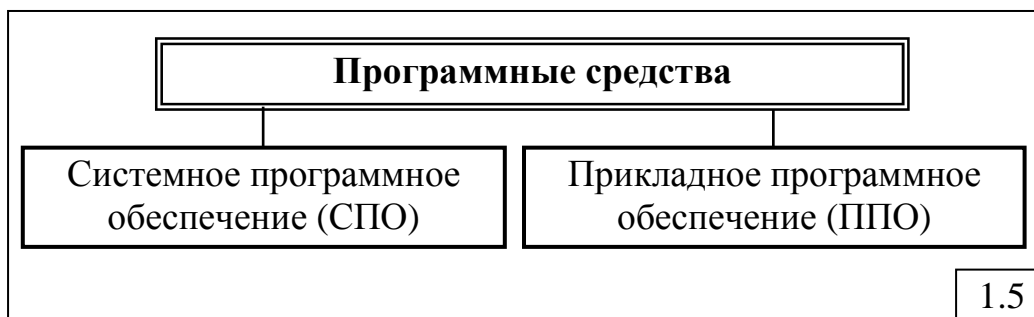 Программные средства
Системное программное
обеспечение (СПО)
Прикладное программное
обеспечение (ППО)
1.5